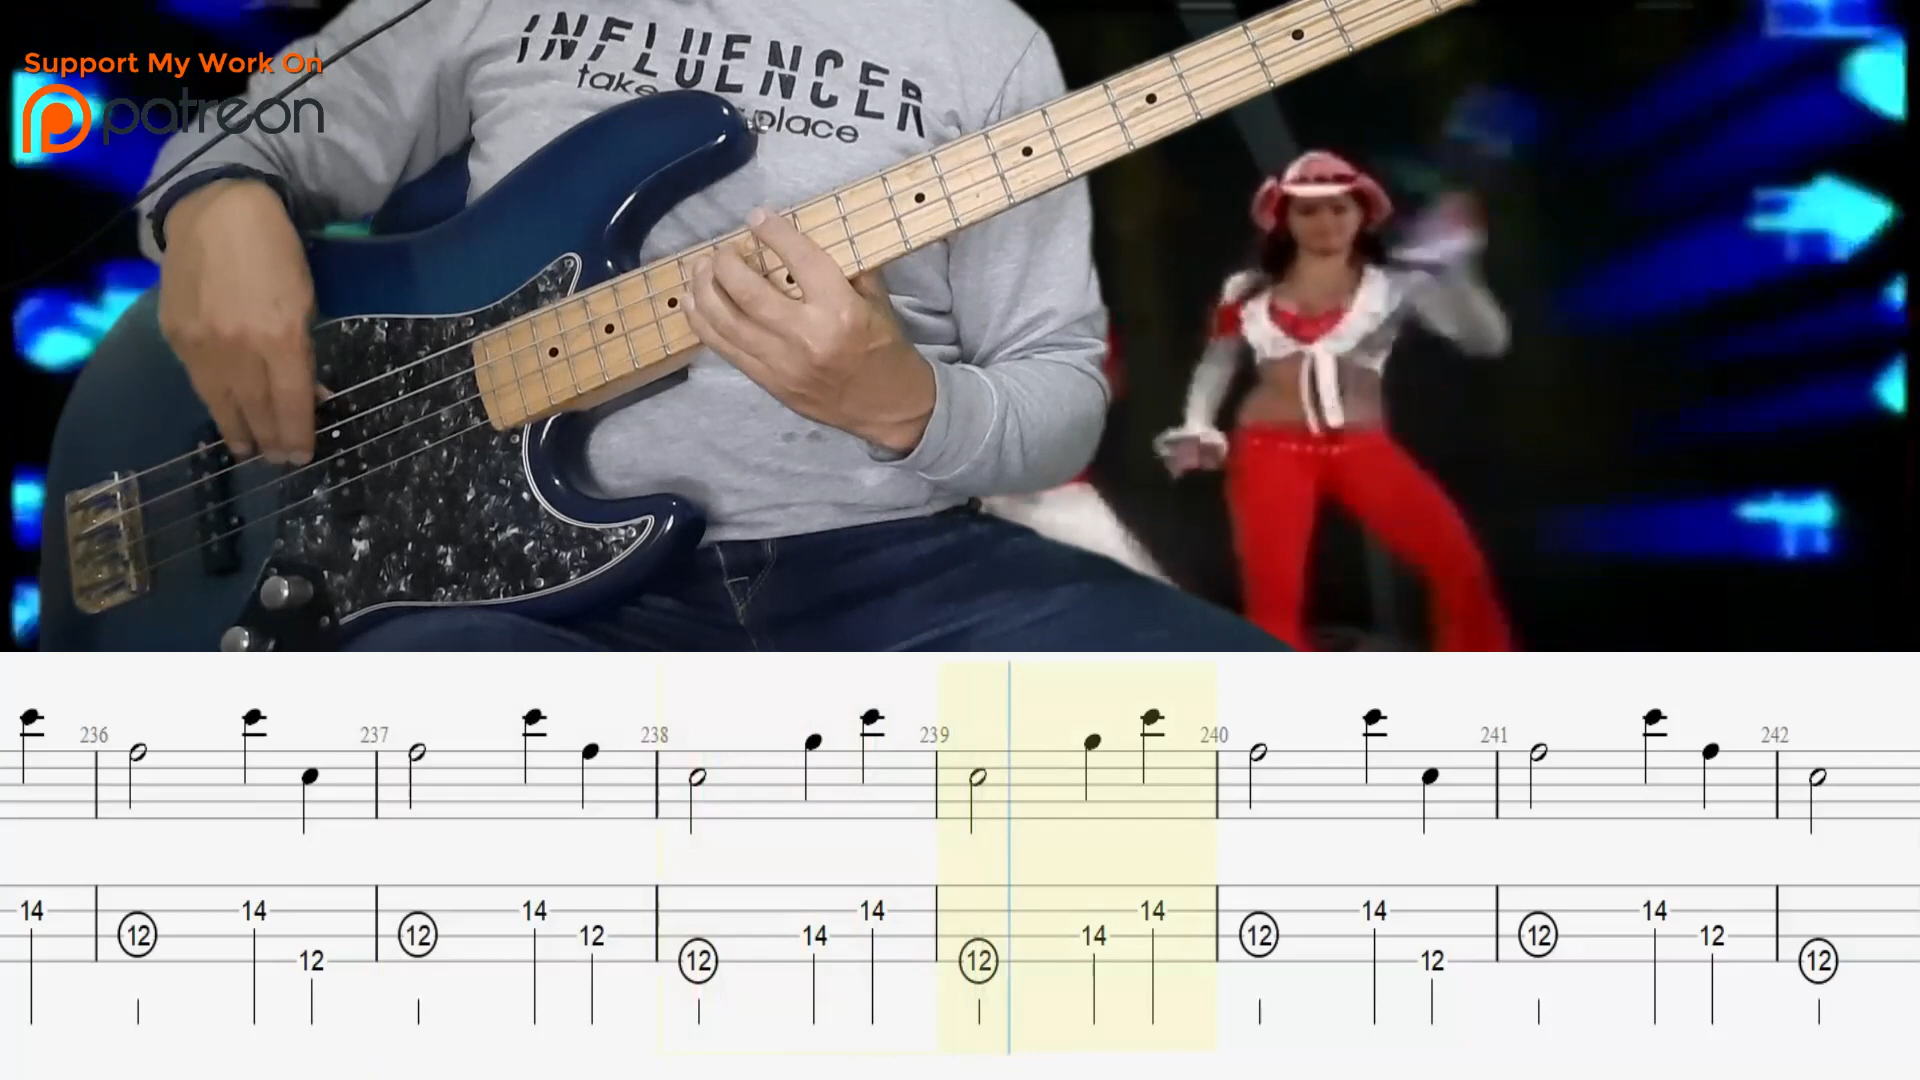 Support My Work On
patreon
INFLUENCER
take place
236 237 238 239 240 241 242
14 12 14 12 12 14 12 12 14 14 12 14 14 12 14 12 12 14 12 12